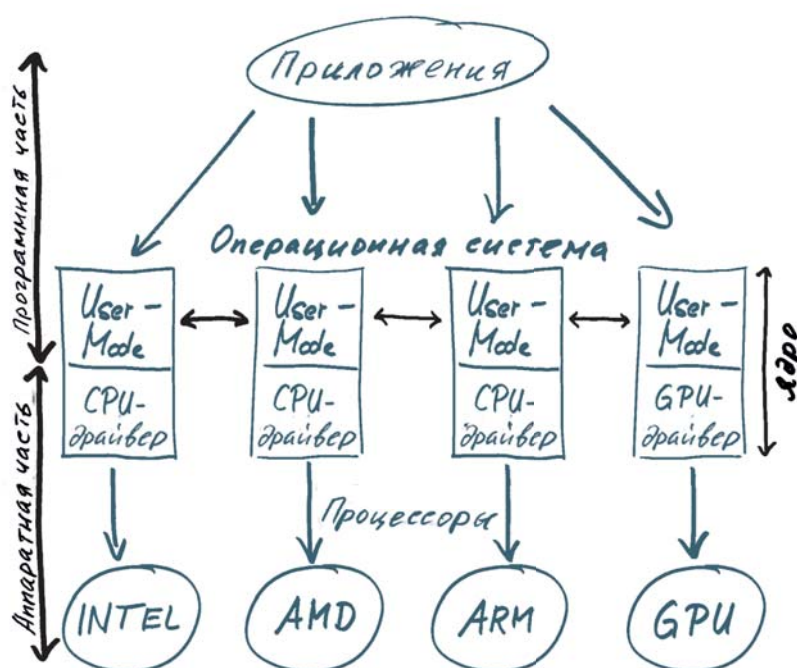 Приложения
Программная часть
Операционная система
User-
Mode
CPU-
драйвер
User-
Mode
CPU-
драйвер
User-
Mode
CPU-
драйвер
User-
Mode
GPU-
драйвер
Ядро
Аппаратная часть
Процессоры
INTEL
AMD
ARM
GPU